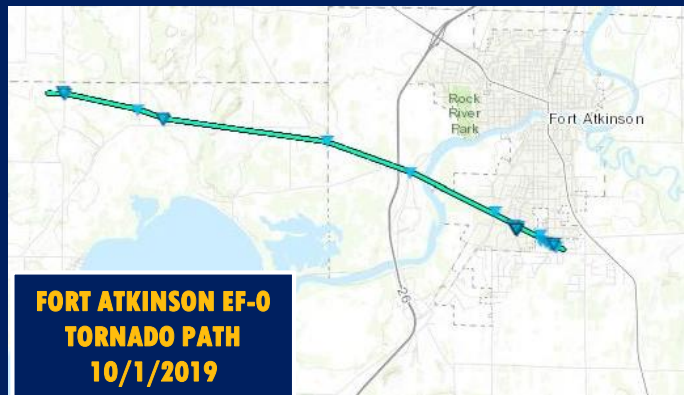 Rock
River
Park
Fort Atkinson
26
FORT ATKINSON EF-0
TORNADO PATH
10/1/2019